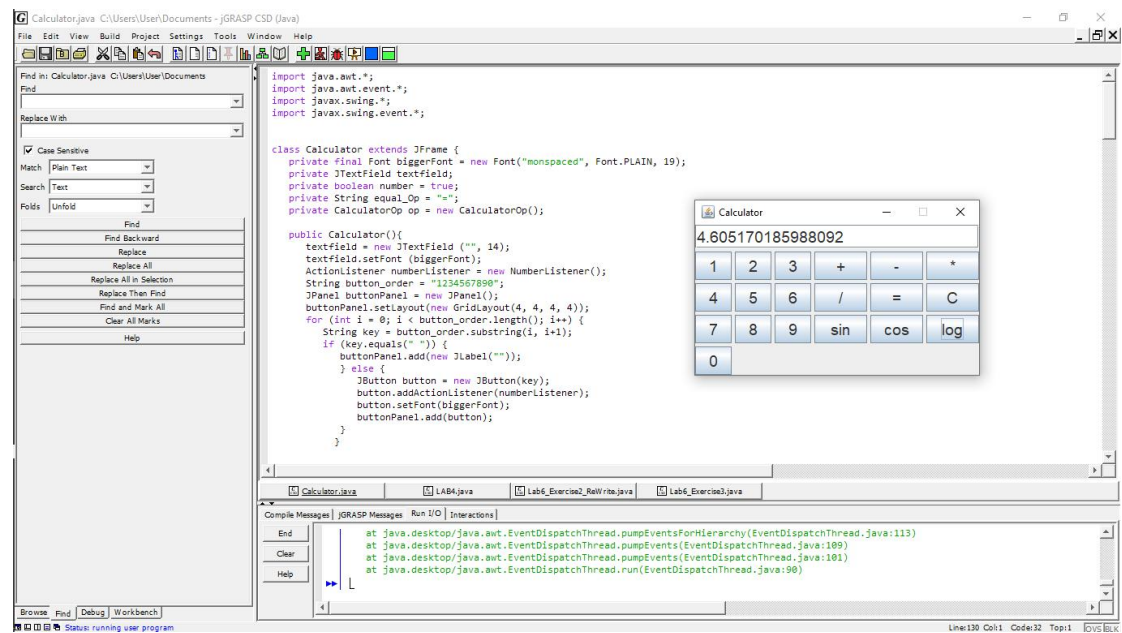 Calculator.java C:\Users\User\Documents - jGRASP CSD (Java)
File Edit View Build Project Settings Tools Window Help
Find in: Calculator.java C:\Users\User\Documents
Find
Replace With
Case Sensitive
Match Plain Text
Search Text
Folds Unfold
Find
Find Backward
Replace
Replace All
Replace All in Selection
Replace Then Find
Find and Mark All
Clear All Marks
Help
import java.awt.*;
import java.awt.event.*;
import javax.swing.*;
import javax.swing.event.*;
class Calculator extends JFrame {
private final Font biggerFont = new Font("monspaced", Font.PLAIN, 19);
private JTextField textfield;
private boolean number = true;
private String equal_Op = "=";
private CalculatorOp op = new CalculatorOp();
public Calculator(){
textfield = new JTextField ("", 14);
textfield.setFont (biggerFont);
ActionListener numberListener = new NumberListener();
String button_order = "1234567890";
JPanel buttonPanel = new JPanel();
buttonPanel.setLayout(new GridLayout(4, 4, 4, 4));
for (int i = 0; i < button_order.length(); i++) {
String key = button_order.substring(i, i+1);
if (key.equals(" ")) {
buttonPanel.add(new JLabel(""));
} else {
JButton button = new JButton(key);
button.addActionListener(numberListener);
button.setFont(biggerFont);
buttonPanel.add(button);
}
}
Calculator
4.605170185988092
1 2 3 + - *
4 5 6 / = C
7 8 9 sin cos log
0
Calculator.java LAB4.java Lab6_Exercise2_ReWrite.java Lab6_Exercise3.java
Compile Messages jGRASP Messages Run I/O Interactions
End
Clear
Help
at java.desktop/java.awt.EventDispatchThread.pumpEventsForHierarchy(EventDispatchThread.java:113)
at java.desktop/java.awt.EventDispatchThread.pumpEvents(EventDispatchThread.java:109)
at java.desktop/java.awt.EventDispatchThread.pumpEvents(EventDispatchThread.java:101)
at java.desktop/java.awt.EventDispatchThread.run(EventDispatchThread.java:90)
Browse Find Debug Workbench
Status: running user program
Line:130 Col:1 Code:32 Top:1 OVS BLK